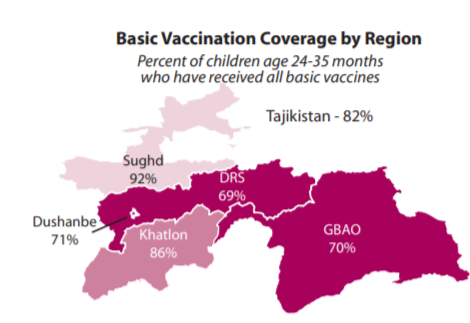 Basic Vaccination Coverage by Region
Percent of children age 24-35 months
who have received all basic vaccines
Tajikistan - 82%
Sughd
92%
DRS
69%
Dushanbe
71%
Khatlon
86%
GBAO
70%